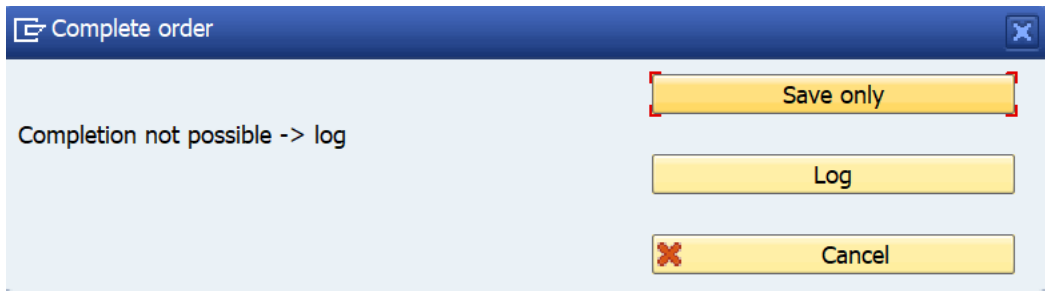 Complete order
Save only
Completion not possible -> log
Log
Cancel